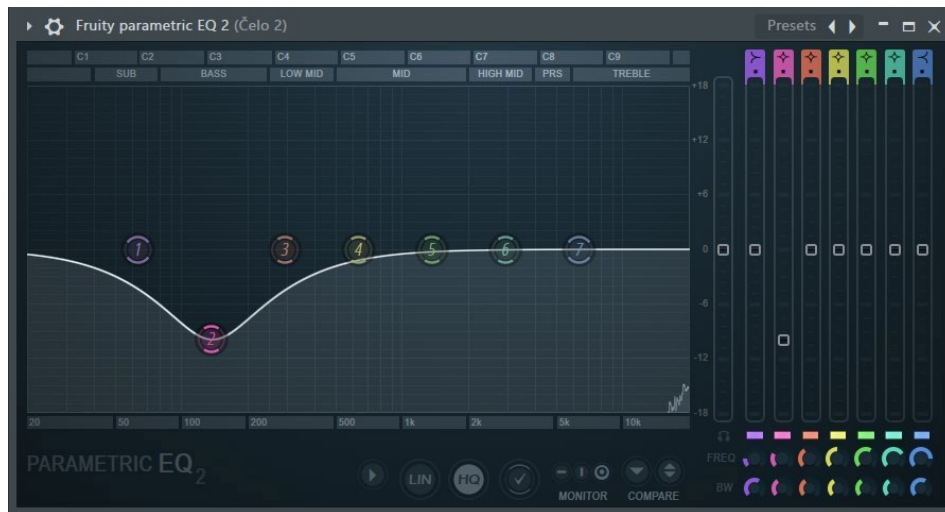 Fruity parametric EQ 2 (Čelo 2) Presets
C1 C2 C3 C4 C5 C6 C7 C8 C9
SUB BASS LOW MID MID HIGH MID PRS TREBLE
+18
+12
+6
0
-6
-12
-18
1 2 3 4 5 6 7
20 50 100 200 500 1k 2k 5k 10k
PARAMETRIC EQ 2
LIN HQ
MONITOR COMPARE
FREQ
BW